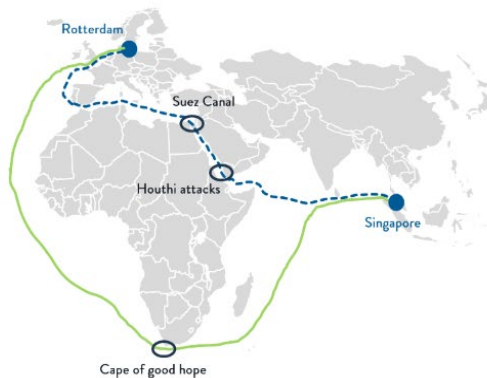 Rotterdam
Suez Canal
Houthi attacks
Singapore
Cape of good hope